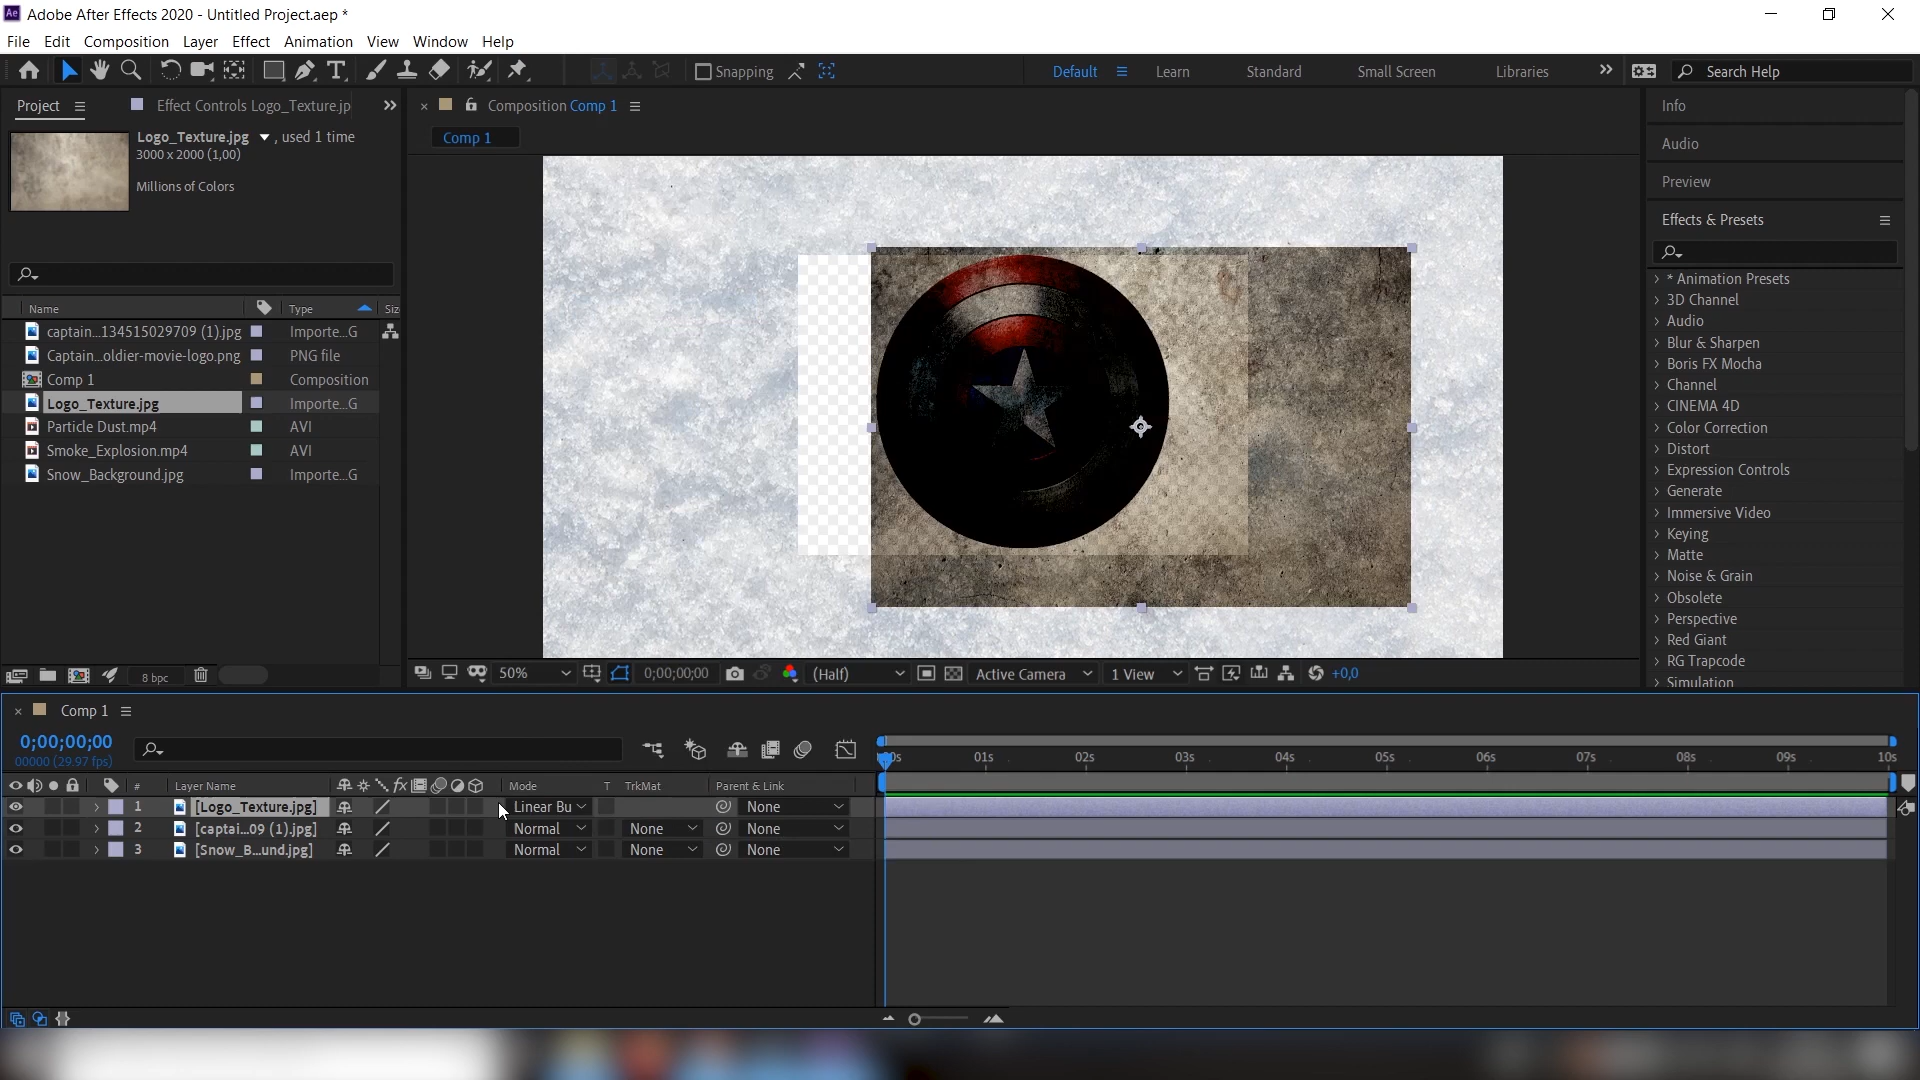 Ae Adobe After Effects 2020 - Untitled Project.aep *
File Edit Composition Layer Effect Animation View Window Help
Snapping
Default Learn Standard Small Screen Libraries Search Help
Project Effect Controls Logo_Texture.jp
Logo_Texture.jpg , used 1 time
3000 x 2000 (1,00)
Millions of Colors
Name Type Siz
captain...134515029709 (1).jpg Importe...G
Captain...oldier-movie-logo.png PNG file
Comp 1 Composition
Logo_Texture.jpg Importe...G
Particle Dust.mp4 AVI
Smoke_Explosion.mp4 AVI
Snow_Background.jpg Importe...G
8 bpc
Composition Comp 1
Comp 1
50% 0;00;00;00 (Half) Active Camera 1 View +0,0
Info
Audio
Preview
Effects & Presets
* Animation Presets
3D Channel
Audio
Blur & Sharpen
Boris FX Mocha
Channel
CINEMA 4D
Color Correction
Distort
Expression Controls
Generate
Immersive Video
Keying
Matte
Noise & Grain
Obsolete
Perspective
Red Giant
RG Trapcode
Simulation
Comp 1
0;00;00;00
00000 (29.97 fps)
00s 01s 02s 03s 04s 05s 06s 07s 08s 09s 10s
# Layer Name fx Mode T TrkMat Parent & Link
1 [Logo_Texture.jpg] Linear Bu None
2 [captai...09 (1).jpg] Normal None None
3 [Snow_B...und.jpg] Normal None None